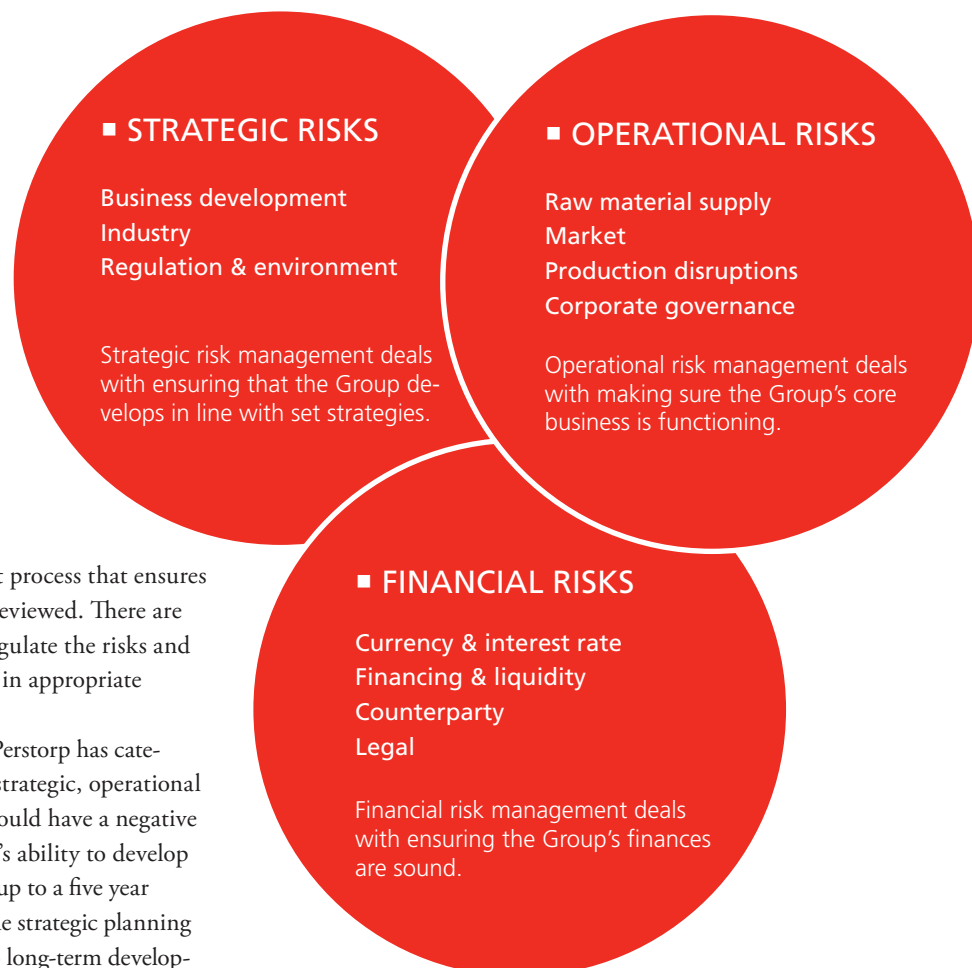 ■ STRATEGIC RISKS
Business development
Industry
Regulation & environment
Strategic risk management deals
with ensuring that the Group de-
velops in line with set strategies.
■ OPERATIONAL RISKS
Raw material supply
Market
Production disruptions
Corporate governance
Operational risk management deals
with making sure the Group’s core
business is functioning.
■ FINANCIAL RISKS
Currency & interest rate
Financing & liquidity
Counterparty
Legal
Financial risk management deals
with ensuring the Group’s finances
are sound.
t process that ensures
eviewed. There are
gulate the risks and
in appropriate
Perstorp has cate-
strategic, operational
ould have a negative
’s ability to develop
up to a five year
e strategic planning
long-term develop-